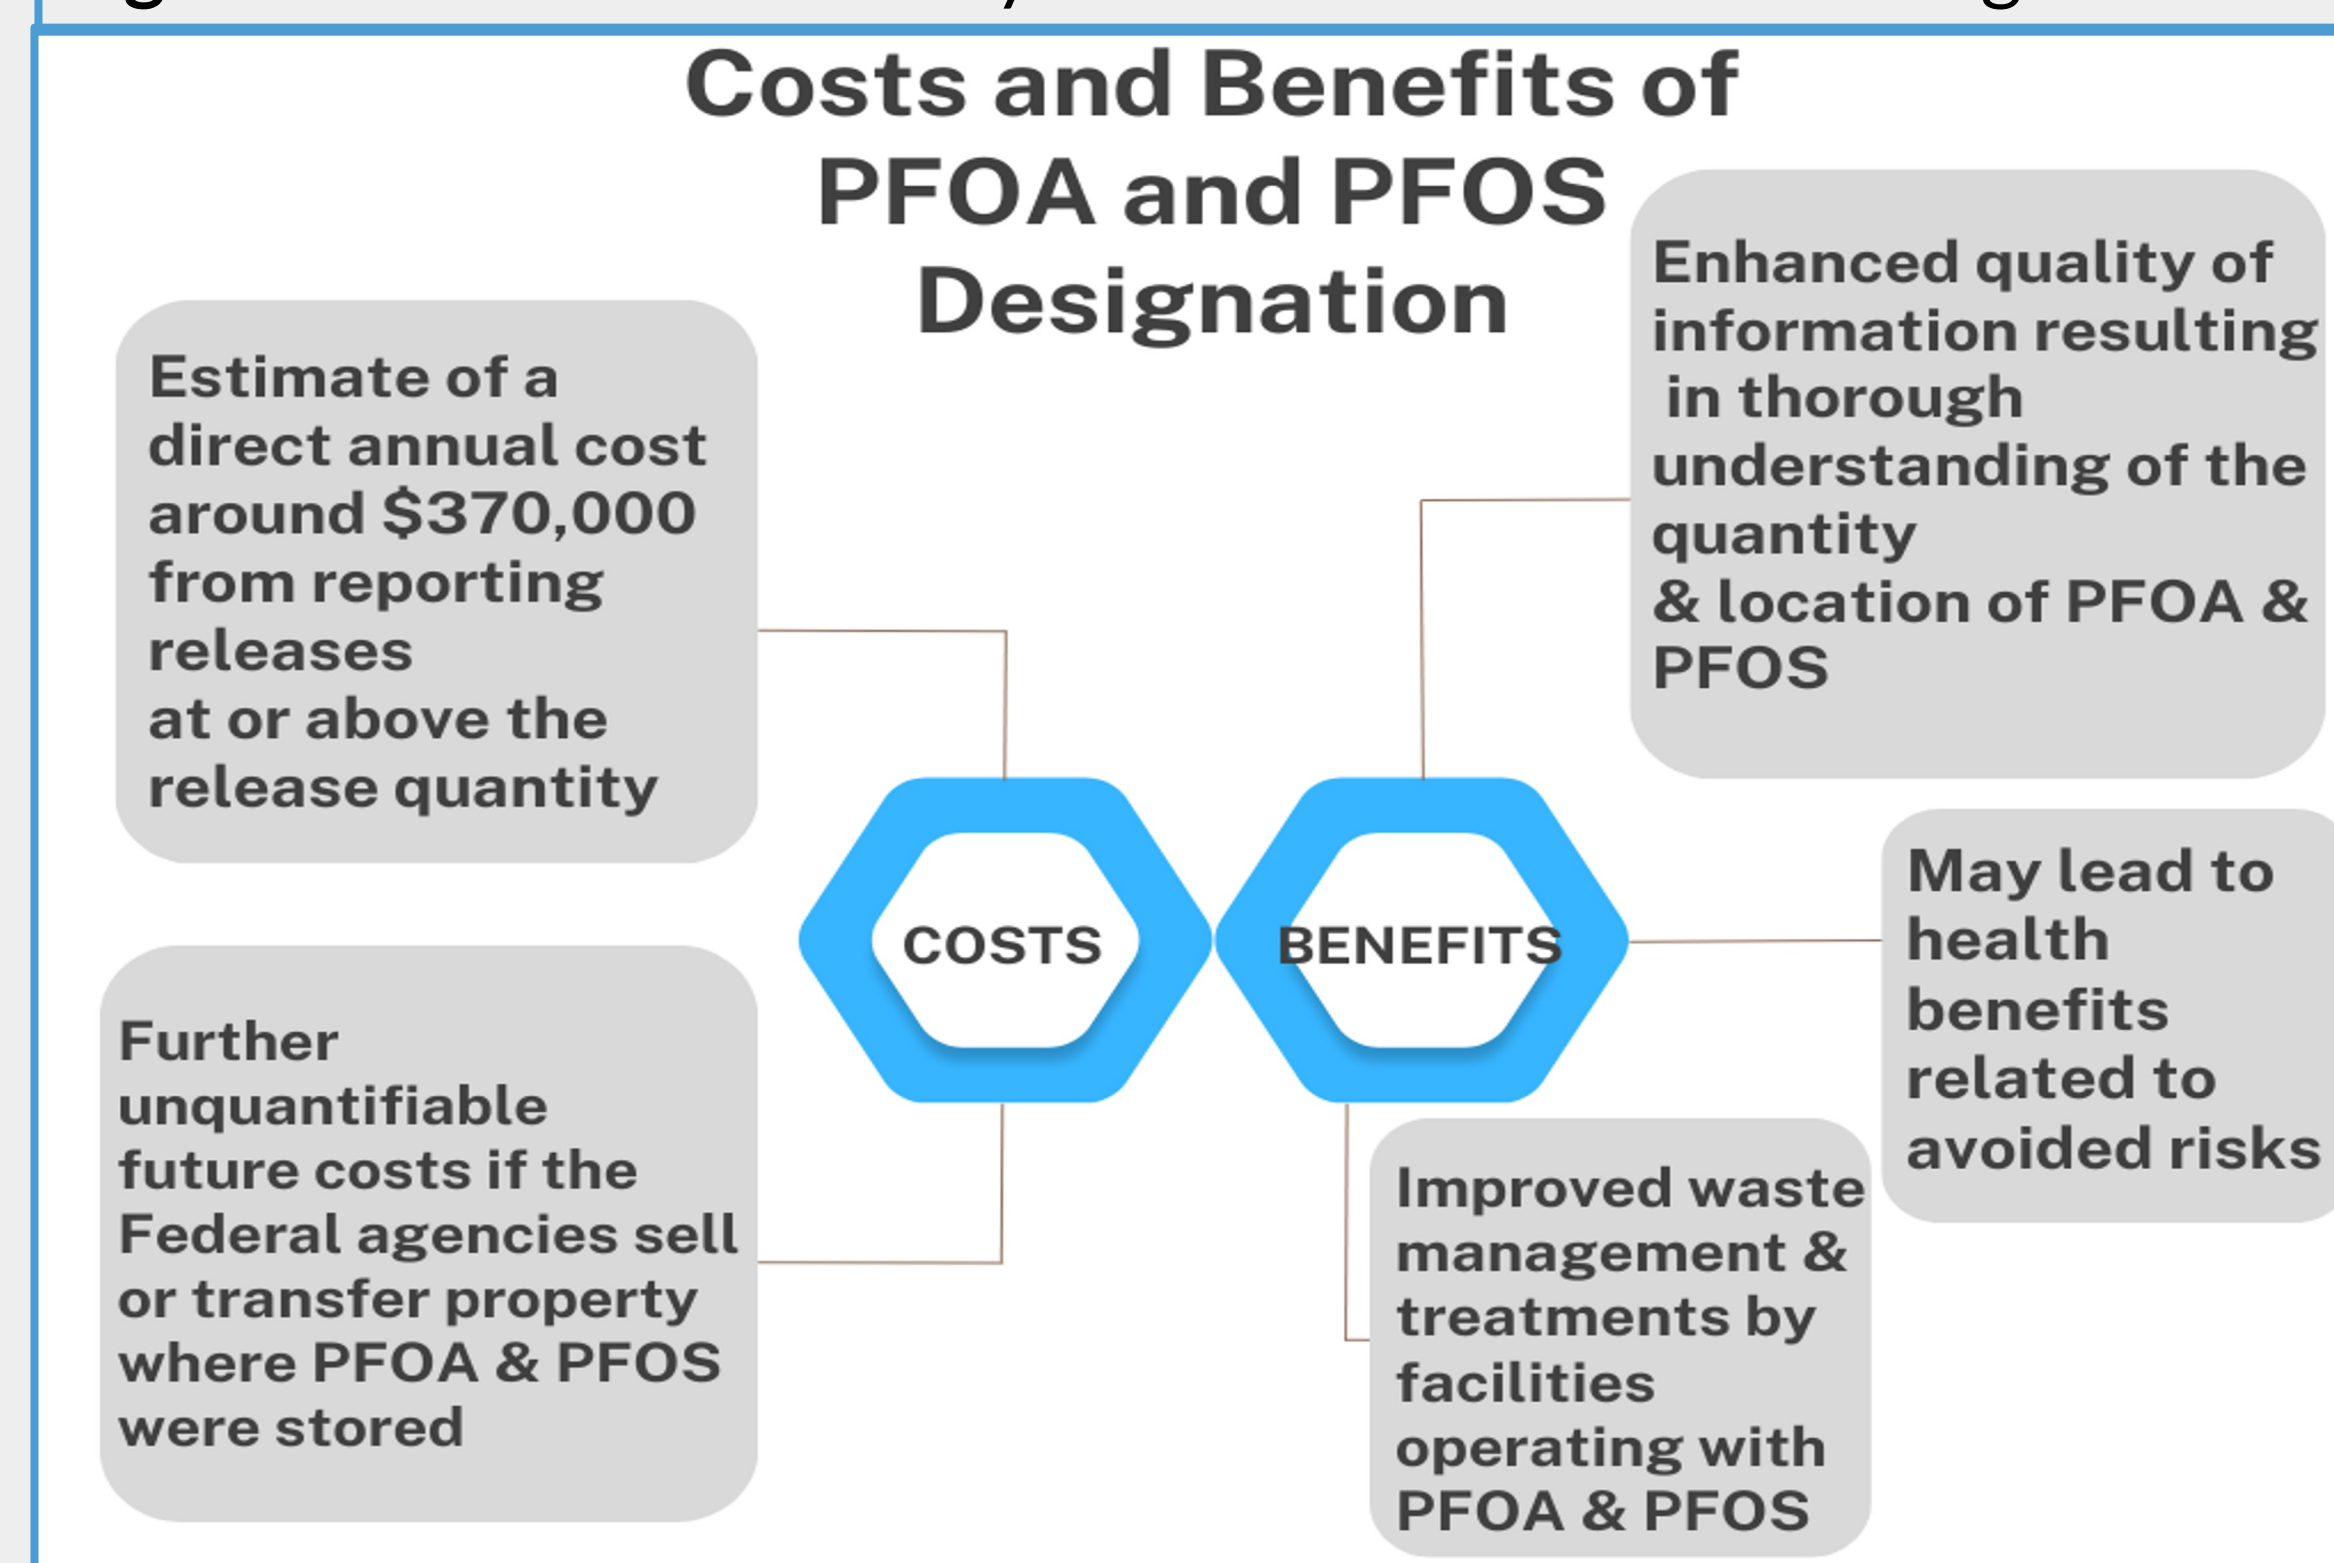 Costs and Benefits of
PFOA and PFOS
Designation
Estimate of a
direct annual cost
around $370,000
from reporting
releases
at or above the
release quantity
Further
unquantifiable
future costs if the
Federal agencies sell
or transfer property
where PFOA & PFOS
were stored
COSTS
BENEFITS
Enhanced quality of
information resulting
in thorough
understanding of the
quantity
& location of PFOA &
PFOS
May lead to
health
benefits
related to
avoided risks
Improved waste
management &
treatments by
facilities
operating with
PFOA & PFOS